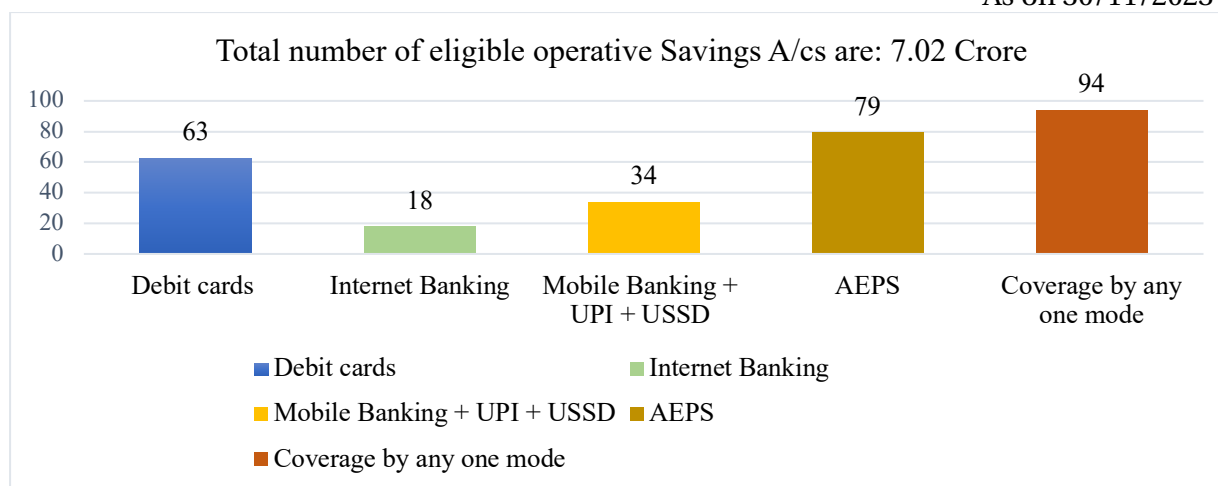 Total number of eligible operative Savings A/cs are: 7.02 Crore
100
80
60
40
20
0
63
18
34
79
94
Debit cards
Internet Banking
Mobile Banking +
UPI + USSD
AEPS
Coverage by any
one mode
Debit cards
Internet Banking
Mobile Banking + UPI + USSD
AEPS
Coverage by any one mode